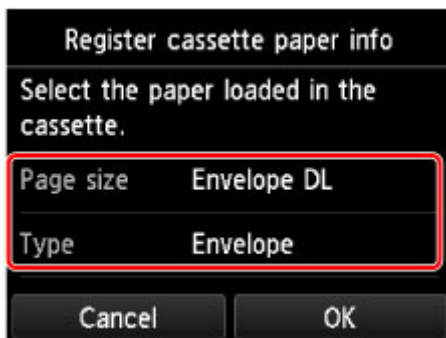 Register cassette paper info
Select the paper loaded in the
cassette.
Page size Envelope DL
Type Envelope
Cancel OK